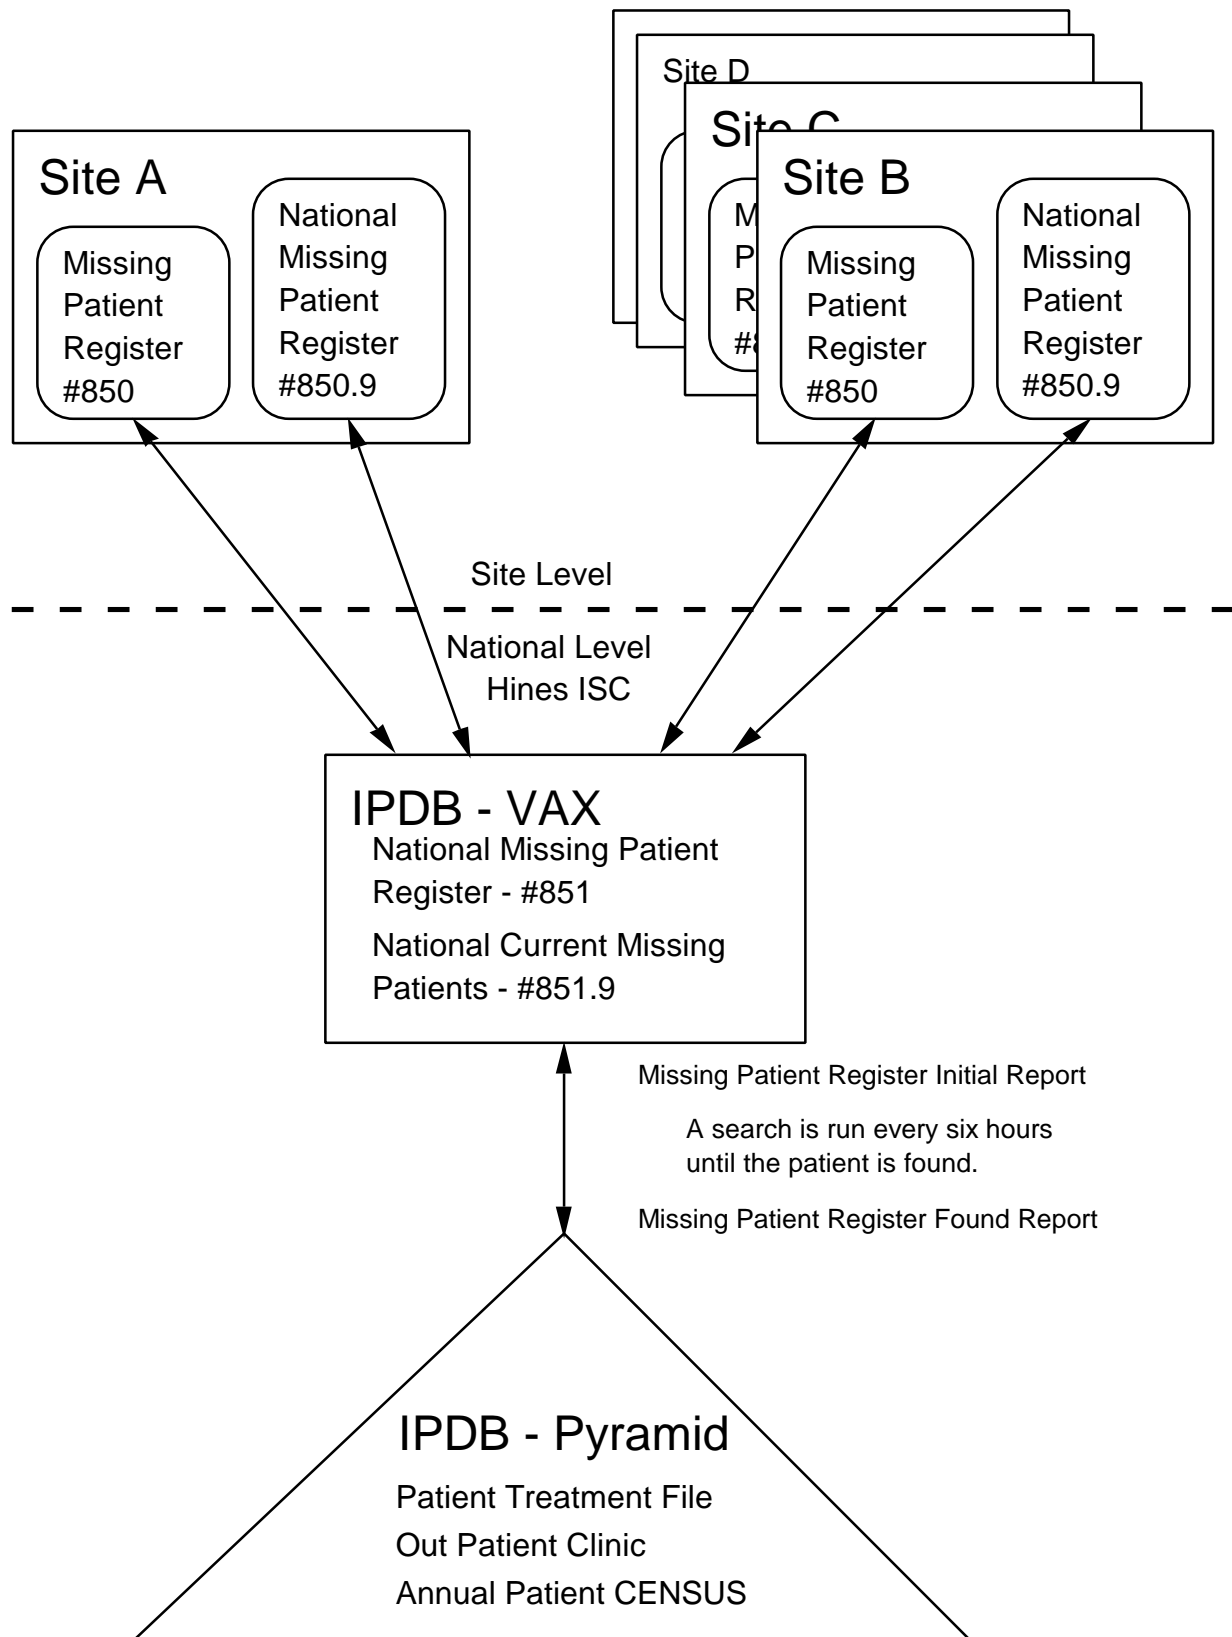 Site D
Site C
Site A
Missing
Patient
Register
#850
National
Missing
Patient
Register
#850.9
Site B
Missing
Patient
Register
#850
National
Missing
Patient
Register
#850.9
M
P
R
#8
Site Level
National Level
Hines ISC
IPDB - VAX
National Missing Patient
Register - #851
National Current Missing
Patients - #851.9
Missing Patient Register Initial Report
A search is run every six hours
until the patient is found.
Missing Patient Register Found Report
IPDB - Pyramid
Patient Treatment File
Out Patient Clinic
Annual Patient CENSUS